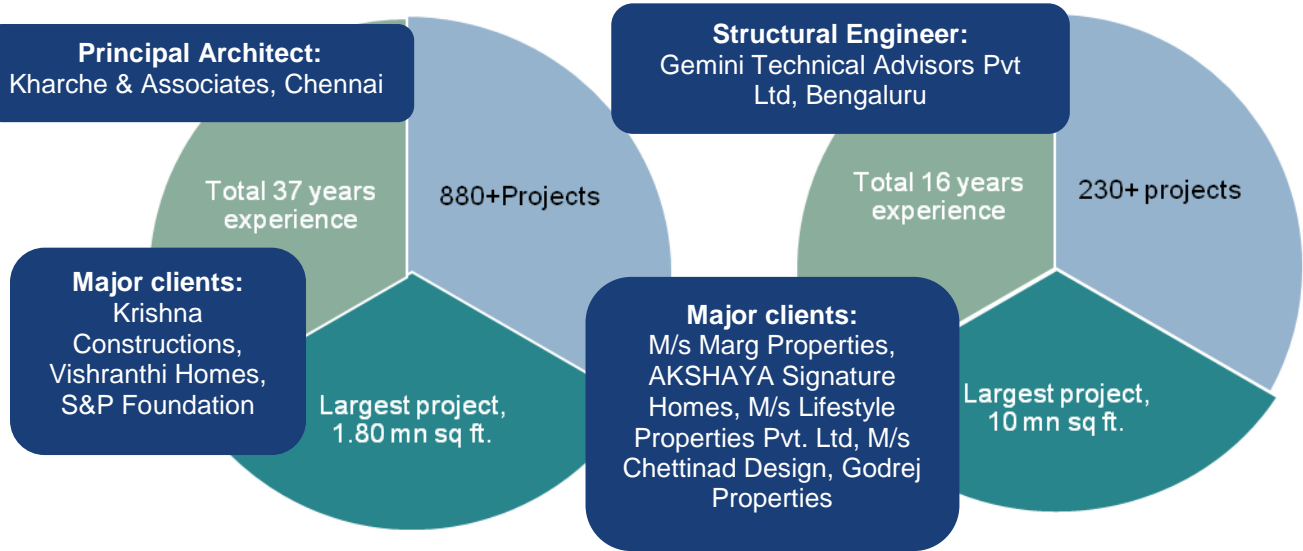 Principal Architect:
Kharche & Associates, Chennai
Total 37 years
experience
880+Projects
Major clients:
Krishna
Constructions,
Vishranthi Homes,
S&P Foundation
Largest project,
1.80 mn sq ft.
Structural Engineer:
Gemini Technical Advisors Pvt
Ltd, Bengaluru
Total 16 years
experience
230+ projects
Major clients:
M/s Marg Properties,
AKSHAYA Signature
Homes, M/s Lifestyle
Properties Pvt. Ltd, M/s
Chettinad Design, Godrej
Properties
Largest project,
10 mn sq ft.